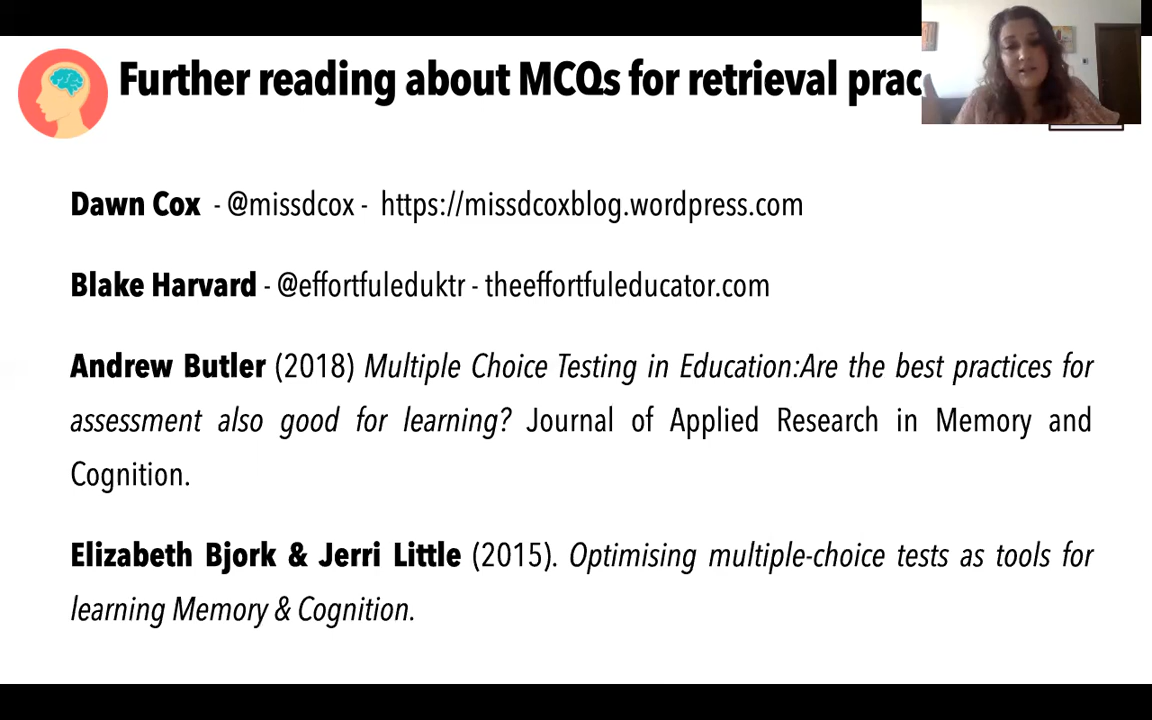 Further reading about MCQs for retrieval prac
Dawn Cox - @missdcox - https://missdcoxblog.wordpress.com
Blake Harvard - @effortfuleduktr - theeffortfuleducator.com
Andrew Butler (2018) Multiple Choice Testing in Education:Are the best practices for
assessment also good for learning? Journal of Applied Research in Memory and
Cognition.
Elizabeth Bjork & Jerri Little (2015). Optimising multiple-choice tests as tools for
learning Memory & Cognition.